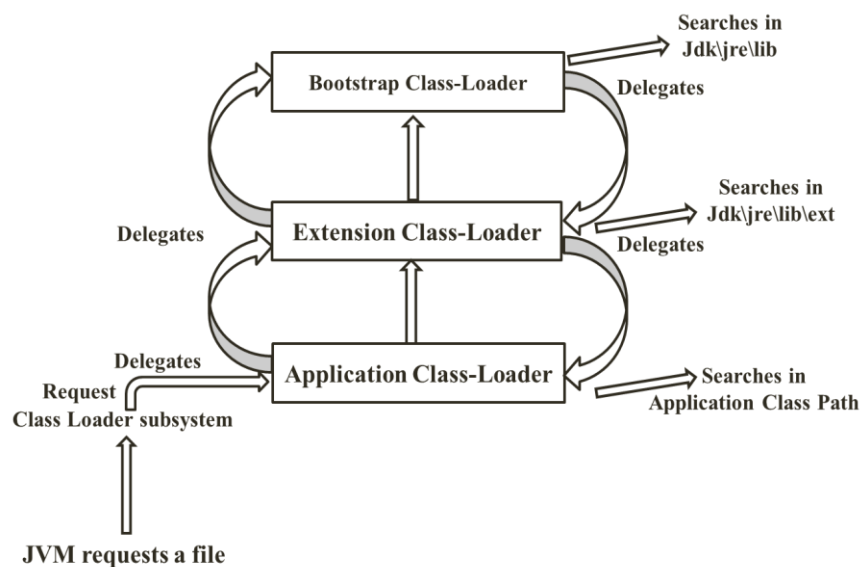 Searches in
Jdk\jre\lib
Bootstrap Class-Loader
Delegates
Searches in
Jdk\jre\lib\ext
Delegates
Extension Class-Loader
Delegates
Delegates
Application Class-Loader
Searches in
Application Class Path
Request
Class Loader subsystem
JVM requests a file